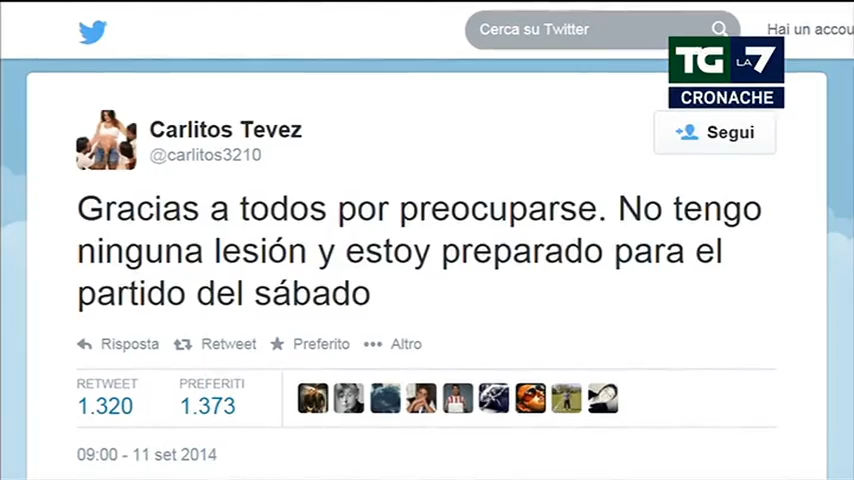 Cerca su Twitter
Hai un accou
TG LA 7
CRONACHE
Carlitos Tevez
@carlitos3210
Segui
Gracias a todos por preocuparse. No tengo
ninguna lesión y estoy preparado para el
partido del sábado
Risposta Retweet Preferito Altro
RETWEET PREFERITI
1.320 1.373
09:00 - 11 set 2014